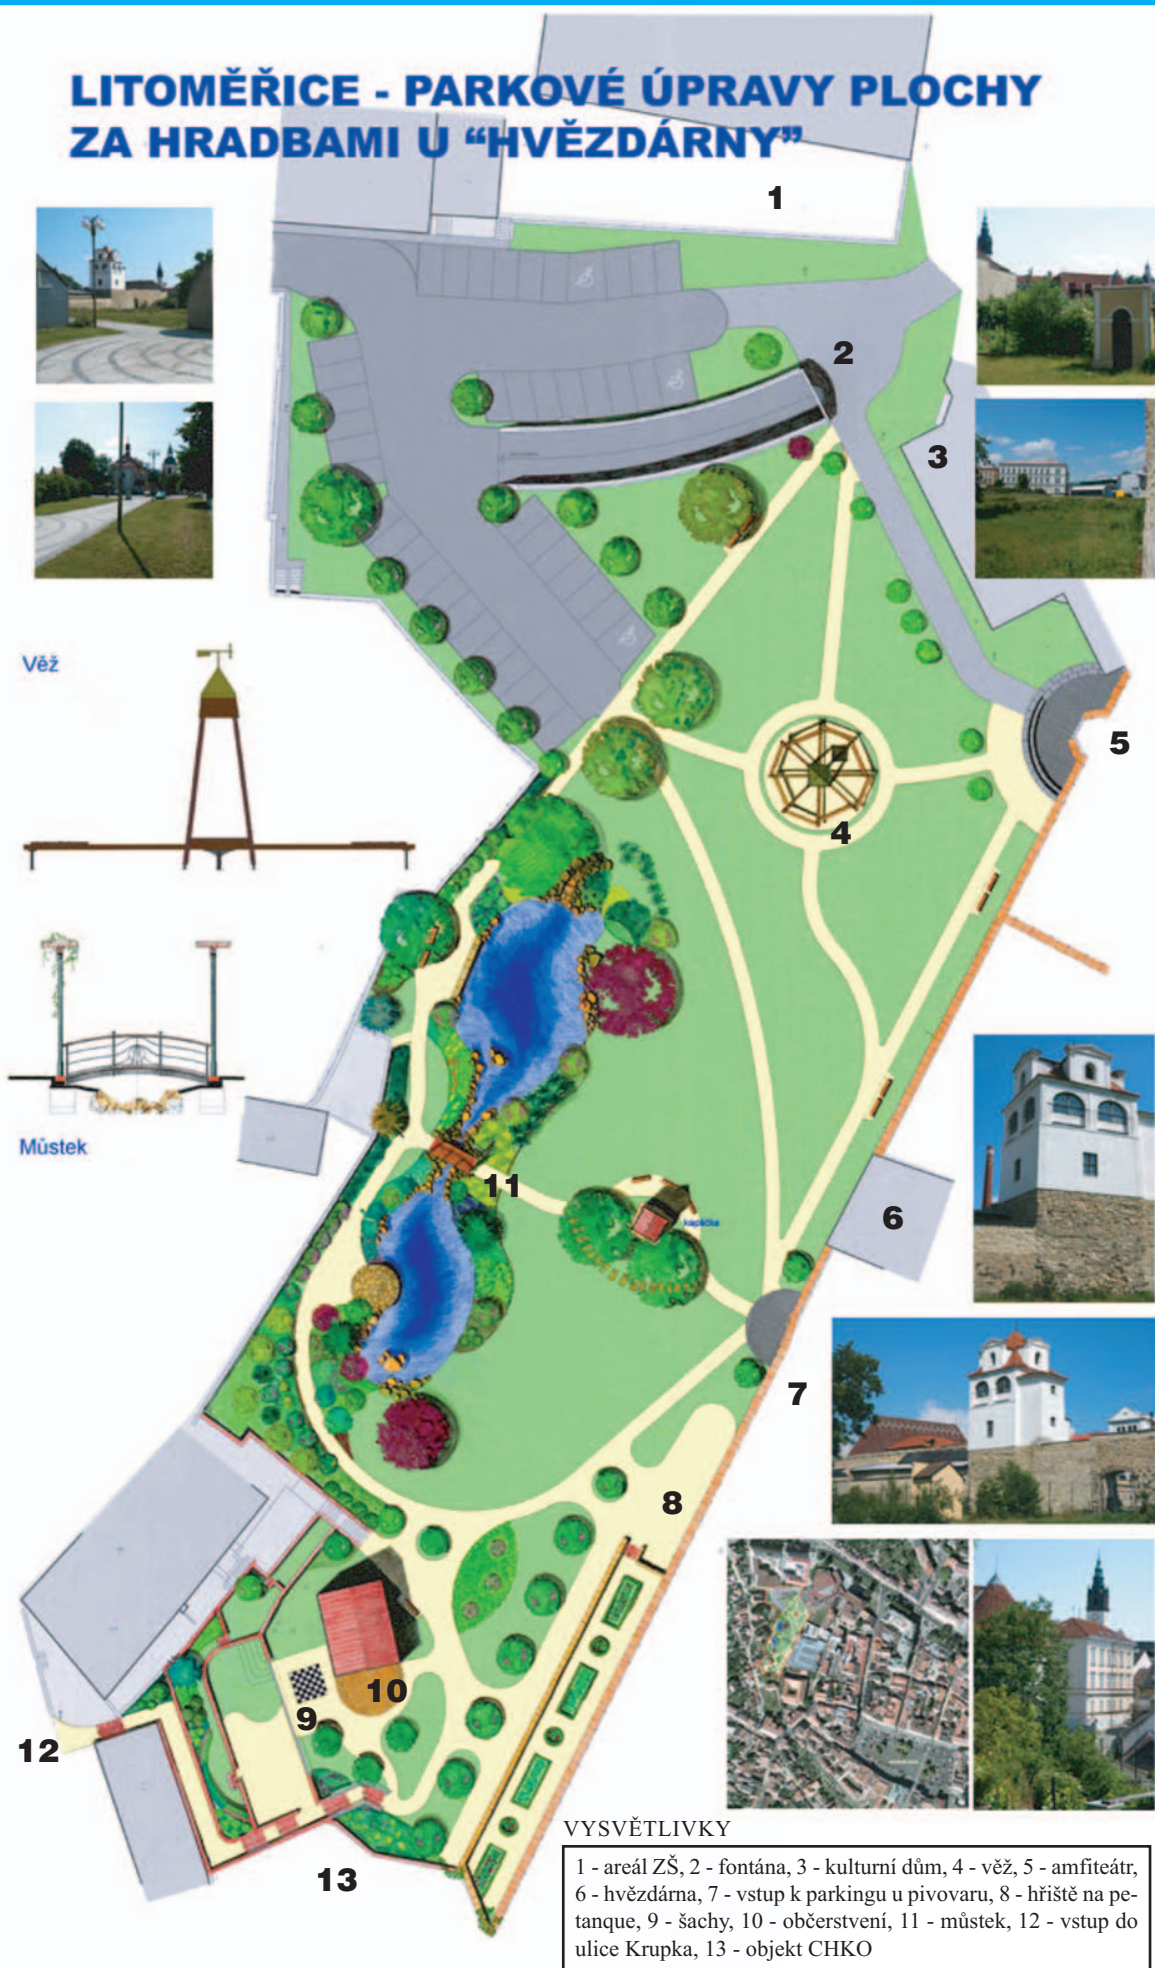 LITOMĚŘICE - PARKOVÉ ÚPRAVY PLOCHY
ZA HRADBAMI U “HVĚZDÁRNY”
1
2
3
Věž
5
4
Můstek
11
kaplička
6
7
8
10
9
12
13
VYSVĚTLIVKY
1 - areál ZŠ, 2 - fontána, 3 - kulturní dům, 4 - věž, 5 - amfiteátr,
6 - hvězdárna, 7 - vstup k parkingu u pivovaru, 8 - hřiště na pe-
tanque, 9 - šachy, 10 - občerstvení, 11 - můstek, 12 - vstup do
ulice Krupka, 13 - objekt CHKO